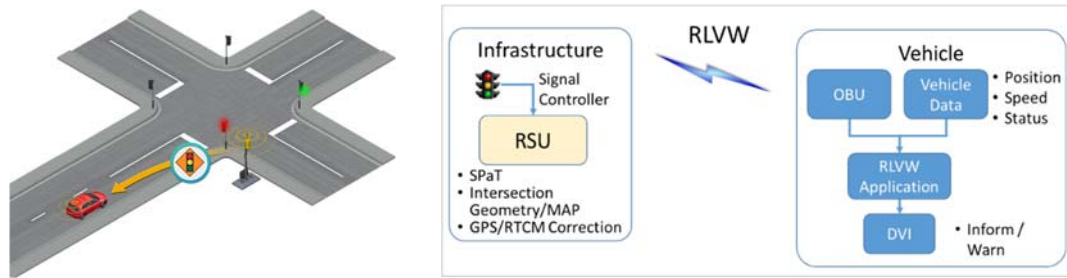 RLVW
Infrastructure
Signal
Controller
RSU
• SPaT
• Intersection
Geometry/MAP
• GPS/RTCM Correction
Vehicle
OBU
Vehicle
Data
• Position
• Speed
• Status
RLVW
Application
DVI
• Inform /
Warn